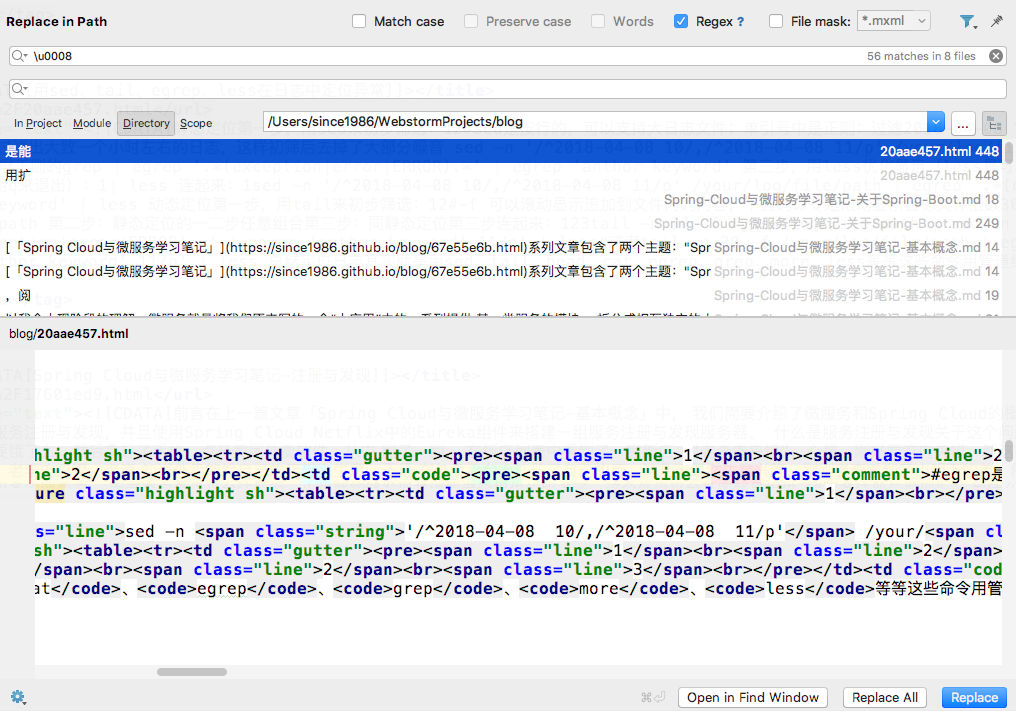 Replace in Path
Match case
Preserve case
Words
Regex ?
File mask:
*.mxml
\u0008
56 matches in 8 files
In Project
Module
Directory
Scope
/Users/since1986/WebstormProjects/blog
...
是能 20aae457.html 448
用扩 20aae457.html 448
Spring-Cloud与微服务学习笔记-关于Spring-Boot.md 18
Spring-Cloud与微服务学习笔记-关于Spring-Boot.md 249
[「Spring Cloud与微服务学习笔记」](https://since1986.github.io/blog/67e55e6b.html)系列文章包含了两个主题："Spr Spring-Cloud与微服务学习笔记-基本概念.md 14
[「Spring Cloud与微服务学习笔记」](https://since1986.github.io/blog/67e55e6b.html)系列文章包含了两个主题："Spr Spring-Cloud与微服务学习笔记-基本概念.md 14
，阅 Spring-Cloud与微服务学习笔记-基本概念.md 19
blog/20aae457.html
hlight sh"><table><tr><td class="gutter"><pre><span class="line">1</span><br><span class="line">2
ne">2</span><br></pre></td><td class="code"><pre><span class="line"><span class="comment">#egrep是
ure class="highlight sh"><table><tr><td class="gutter"><pre><span class="line">1</span><br></pre>
s="line">sed -n <span class="string">'/^2018-04-08  10/,/^2018-04-08  11/p'</span> /your/<span cl
sh"><table><tr><td class="gutter"><pre><span class="line">1</span><br><span class="line">2</span>
/span><br><span class="line">2</span><br><span class="line">3</span><br></pre></td><td class="cod
at</code>、<code>egrep</code>、<code>grep</code>、<code>more</code>、<code>less</code>等等这些命令用管
Open in Find Window
Replace All
Replace